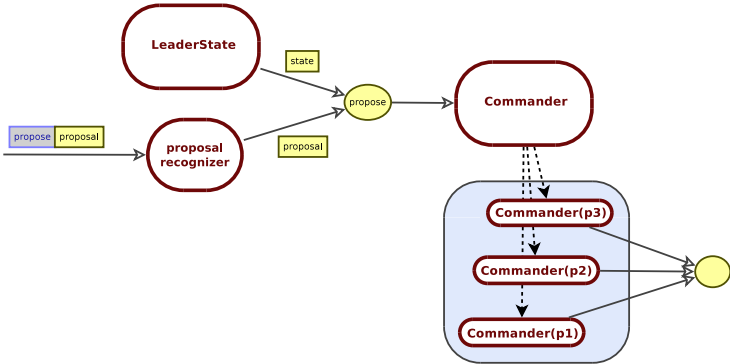 LeaderState
state
propose
Commander
propose proposal
proposal
recognizer
proposal
Commander(p3)
Commander(p2)
Commander(p1)